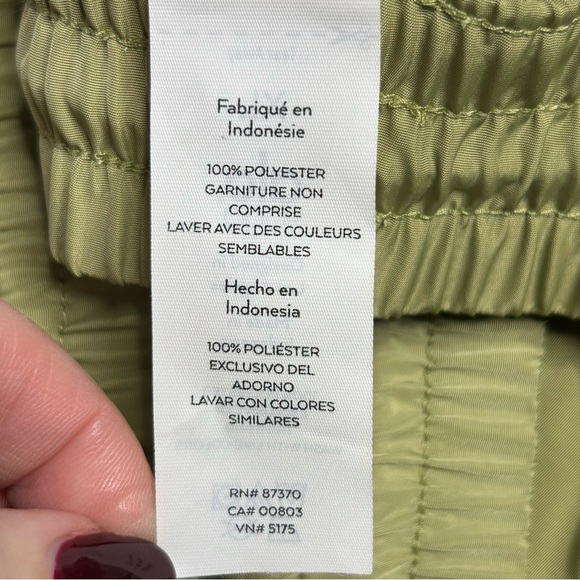 Fabriqué en
Indonésie
100% POLYESTER
GARNITURE NON
COMPRISE
LAVER AVEC DES COULEURS
SEMBLABLES
Hecho en
Indonesia
100% POLIÉSTER
EXCLUSIVO DEL
ADORNO
LAVAR CON COLORES
SIMILARES
RN# 87370
CA# 00803
VN# 5175